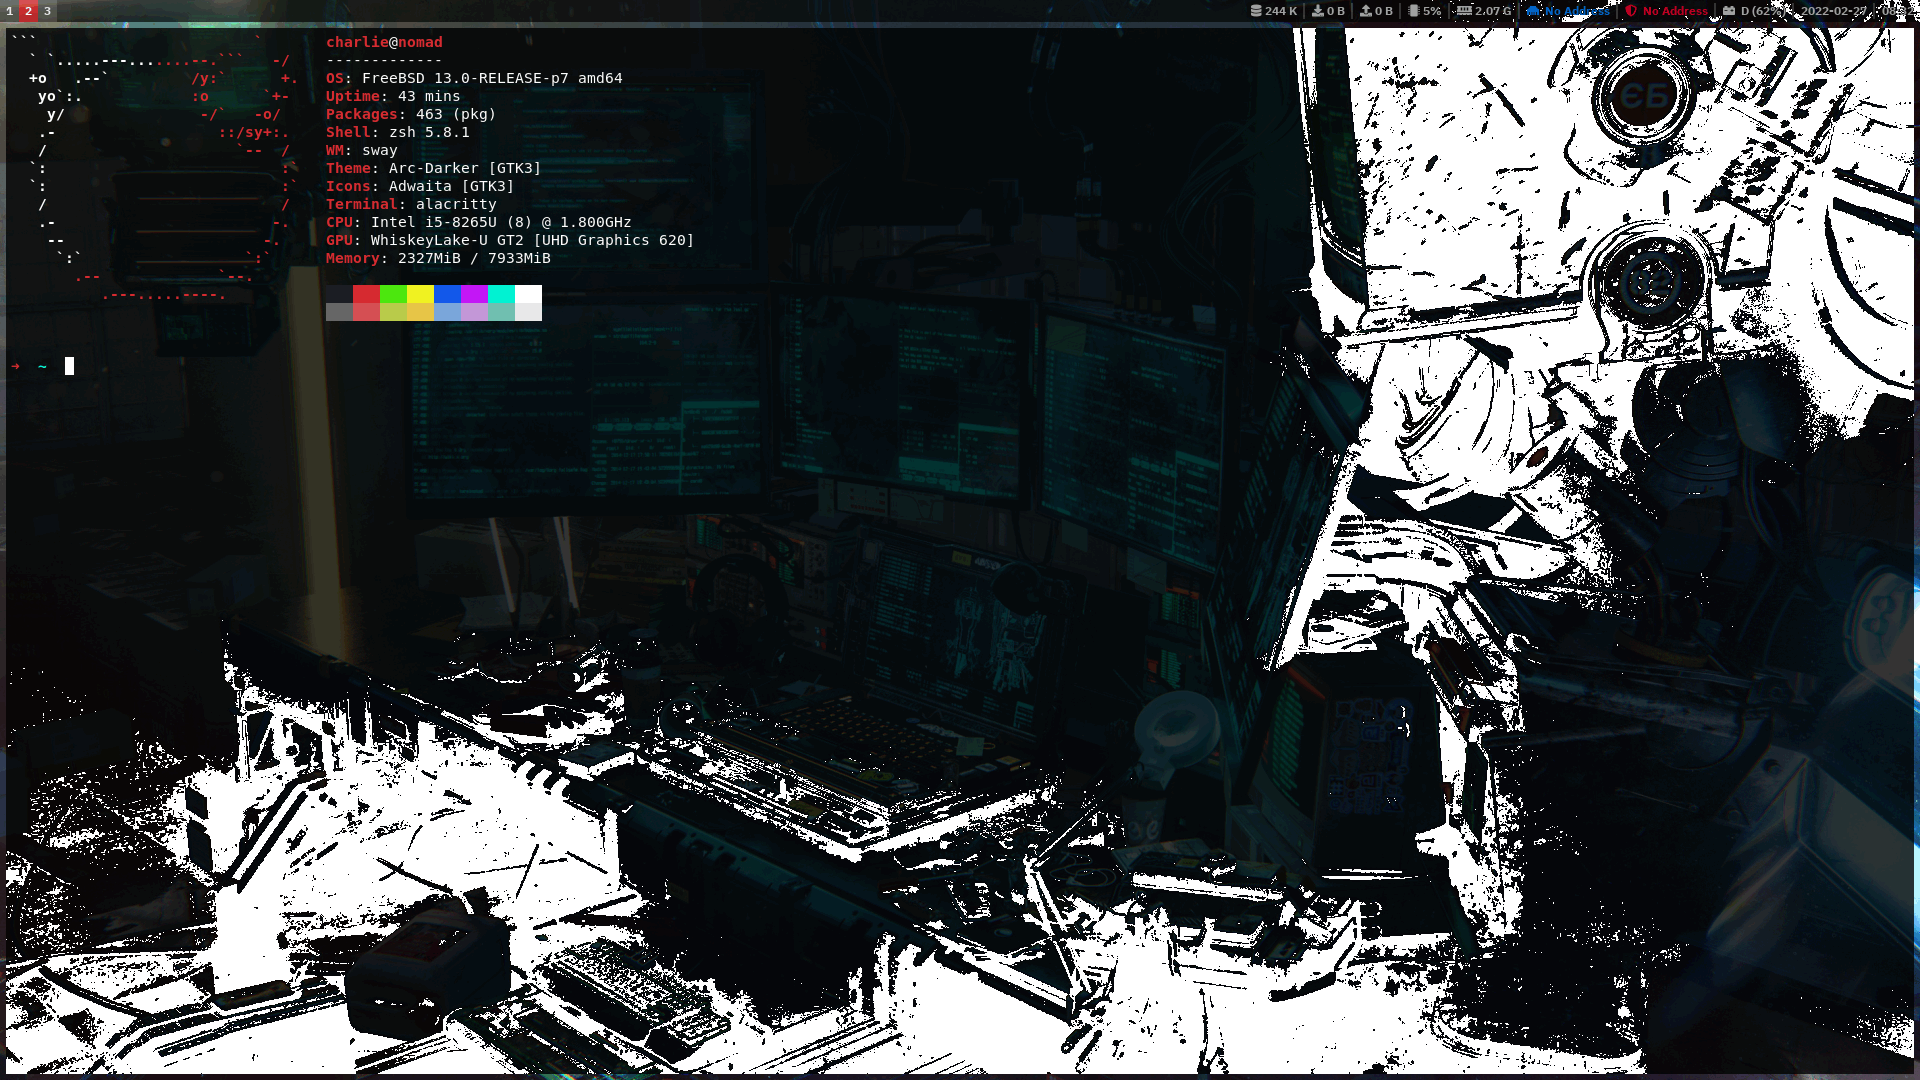 1 2 3 244 K 0 B 0 B 5% 2.07 G No Address No Address D (62%) 2022-02-27
charlie@nomad
-------------
OS: FreeBSD 13.0-RELEASE-p7 amd64
Uptime: 43 mins
Packages: 463 (pkg)
Shell: zsh 5.8.1
WM: sway
Theme: Arc-Darker [GTK3]
Icons: Adwaita [GTK3]
Terminal: alacritty
CPU: Intel i5-8265U (8) @ 1.800GHz
GPU: WhiskeyLake-U GT2 [UHD Graphics 620]
Memory: 2327MiB / 7933MiB
→ ~
ЄБ